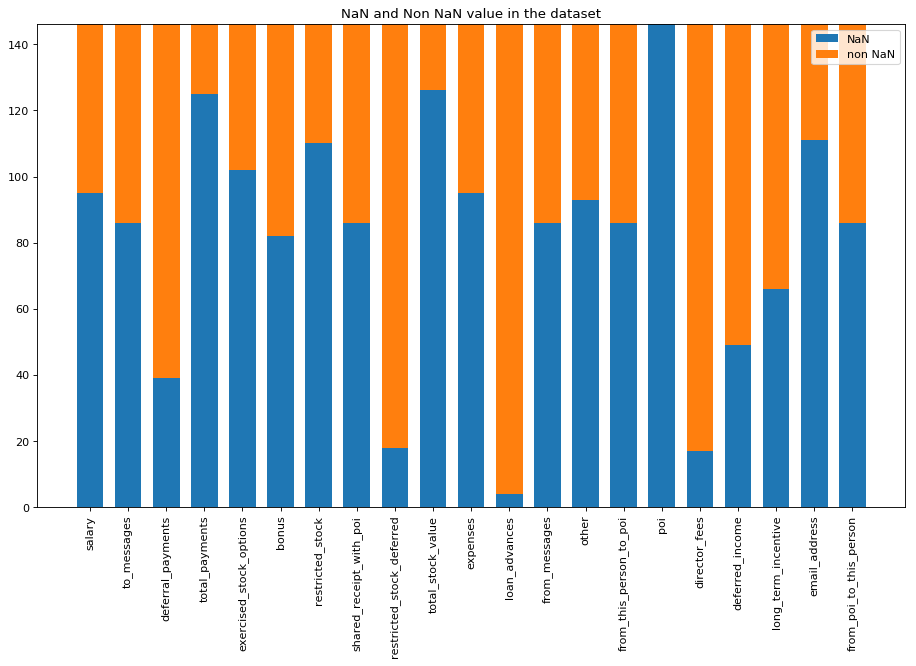 NaN and Non NaN value in the dataset
NaN
non NaN
140
120
100
80
60
40
20
0
salary
to_messages
deferral_payments
total_payments
exercised_stock_options
bonus
restricted_stock
shared_receipt_with_poi
restricted_stock_deferred
total_stock_value
expenses
loan_advances
from_messages
other
from_this_person_to_poi
poi
director_fees
deferred_income
long_term_incentive
email_address
from_poi_to_this_person